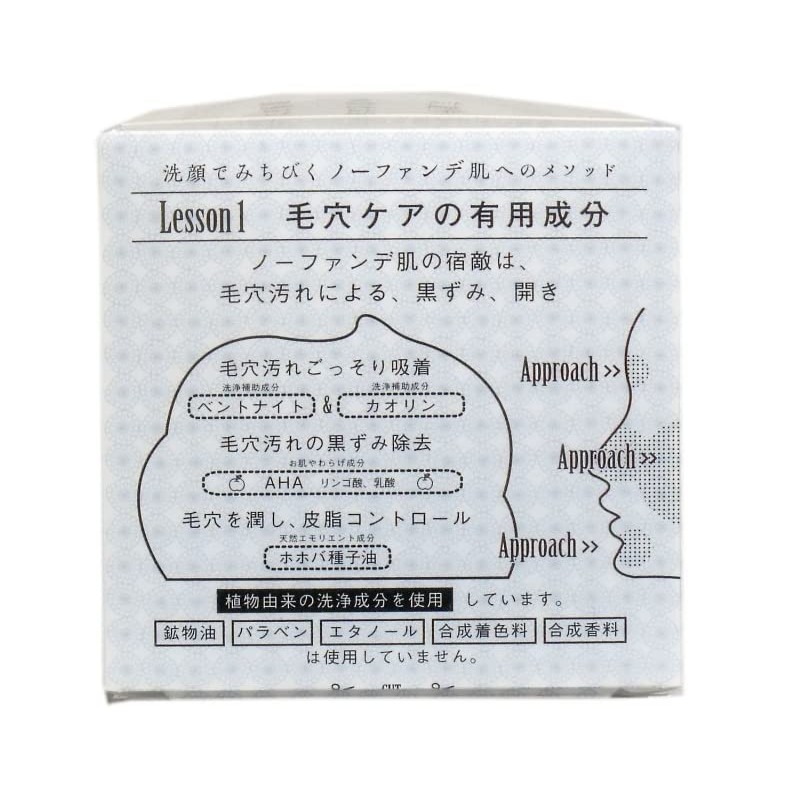 洗顔でみちびくノーファンデ肌へのメソッド
Lesson 1 毛穴ケアの有用成分
ノーファンデ肌の宿敵は、
毛穴汚れによる、黒ずみ、開き
毛穴汚れごっそり吸着
洗浄補助成分 洗浄補助成分
ベントナイト & カオリン
毛穴汚れの黒ずみ除去
お肌やわらげ成分
AHA リンゴ酸、乳酸
毛穴を潤し、皮脂コントロール
天然エモリエント成分
ホホバ種子油
Approach >>
Approach >>
Approach >>
植物由来の洗浄成分を使用 しています。
鉱物油 パラベン エタノール 合成着色料 合成香料
は使用していません。
CUT